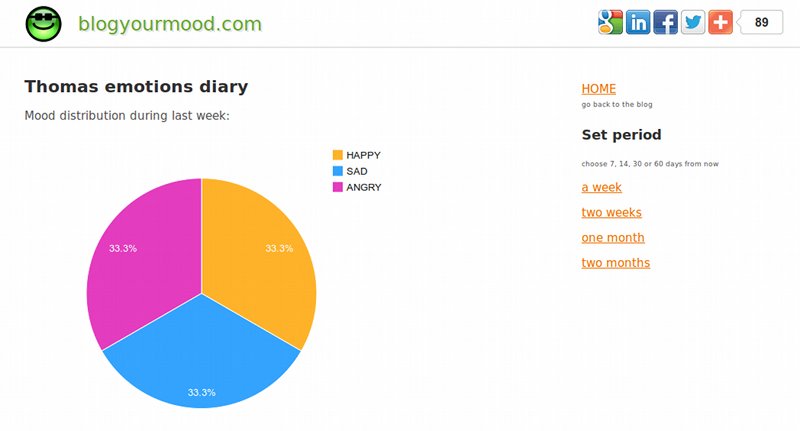 blogyourmood.com
89
Thomas emotions diary
Mood distribution during last week:
HAPPY
SAD
ANGRY
33.3%
33.3%
33.3%
HOME
go back to the blog
Set period
choose 7, 14, 30 or 60 days from now
a week
two weeks
one month
two months